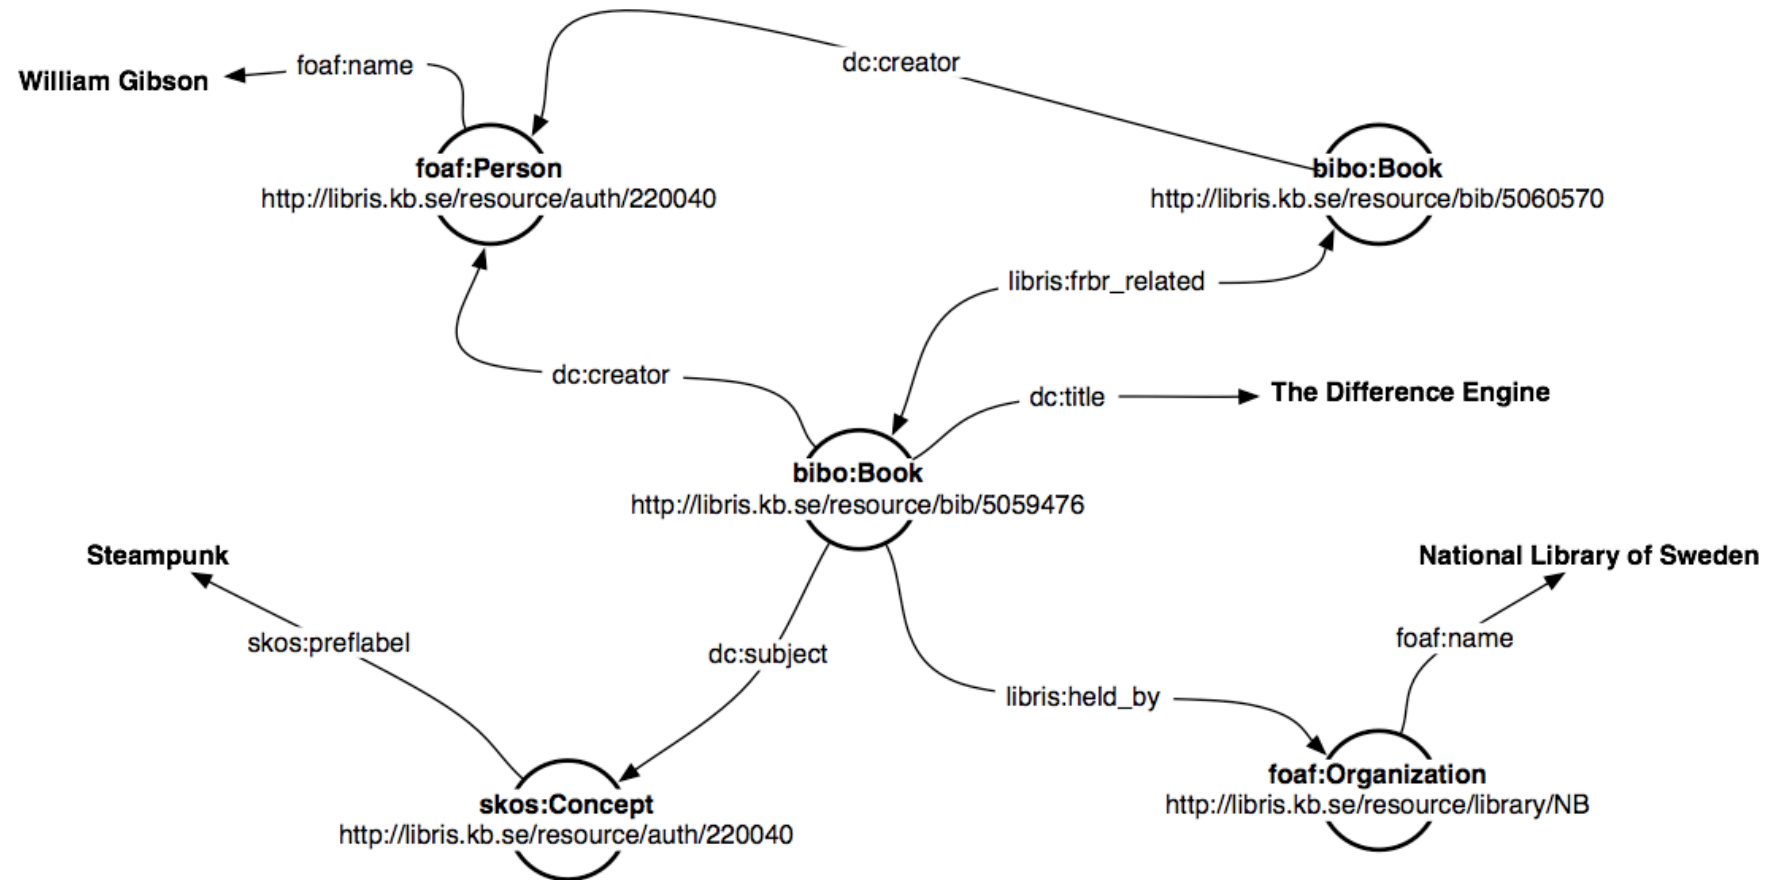 dc:creator
foaf:name
William Gibson
foaf:Person
http://libris.kb.se/resource/auth/220040
bibo:Book
http://libris.kb.se/resource/bib/5060570
libris:frbr_related
dc:creator
dc:title
The Difference Engine
bibo:Book
http://libris.kb.se/resource/bib/5059476
Steampunk
National Library of Sweden
skos:preflabel
dc:subject
foaf:name
libris:held_by
skos:Concept
http://libris.kb.se/resource/auth/220040
foaf:Organization
http://libris.kb.se/resource/library/NB